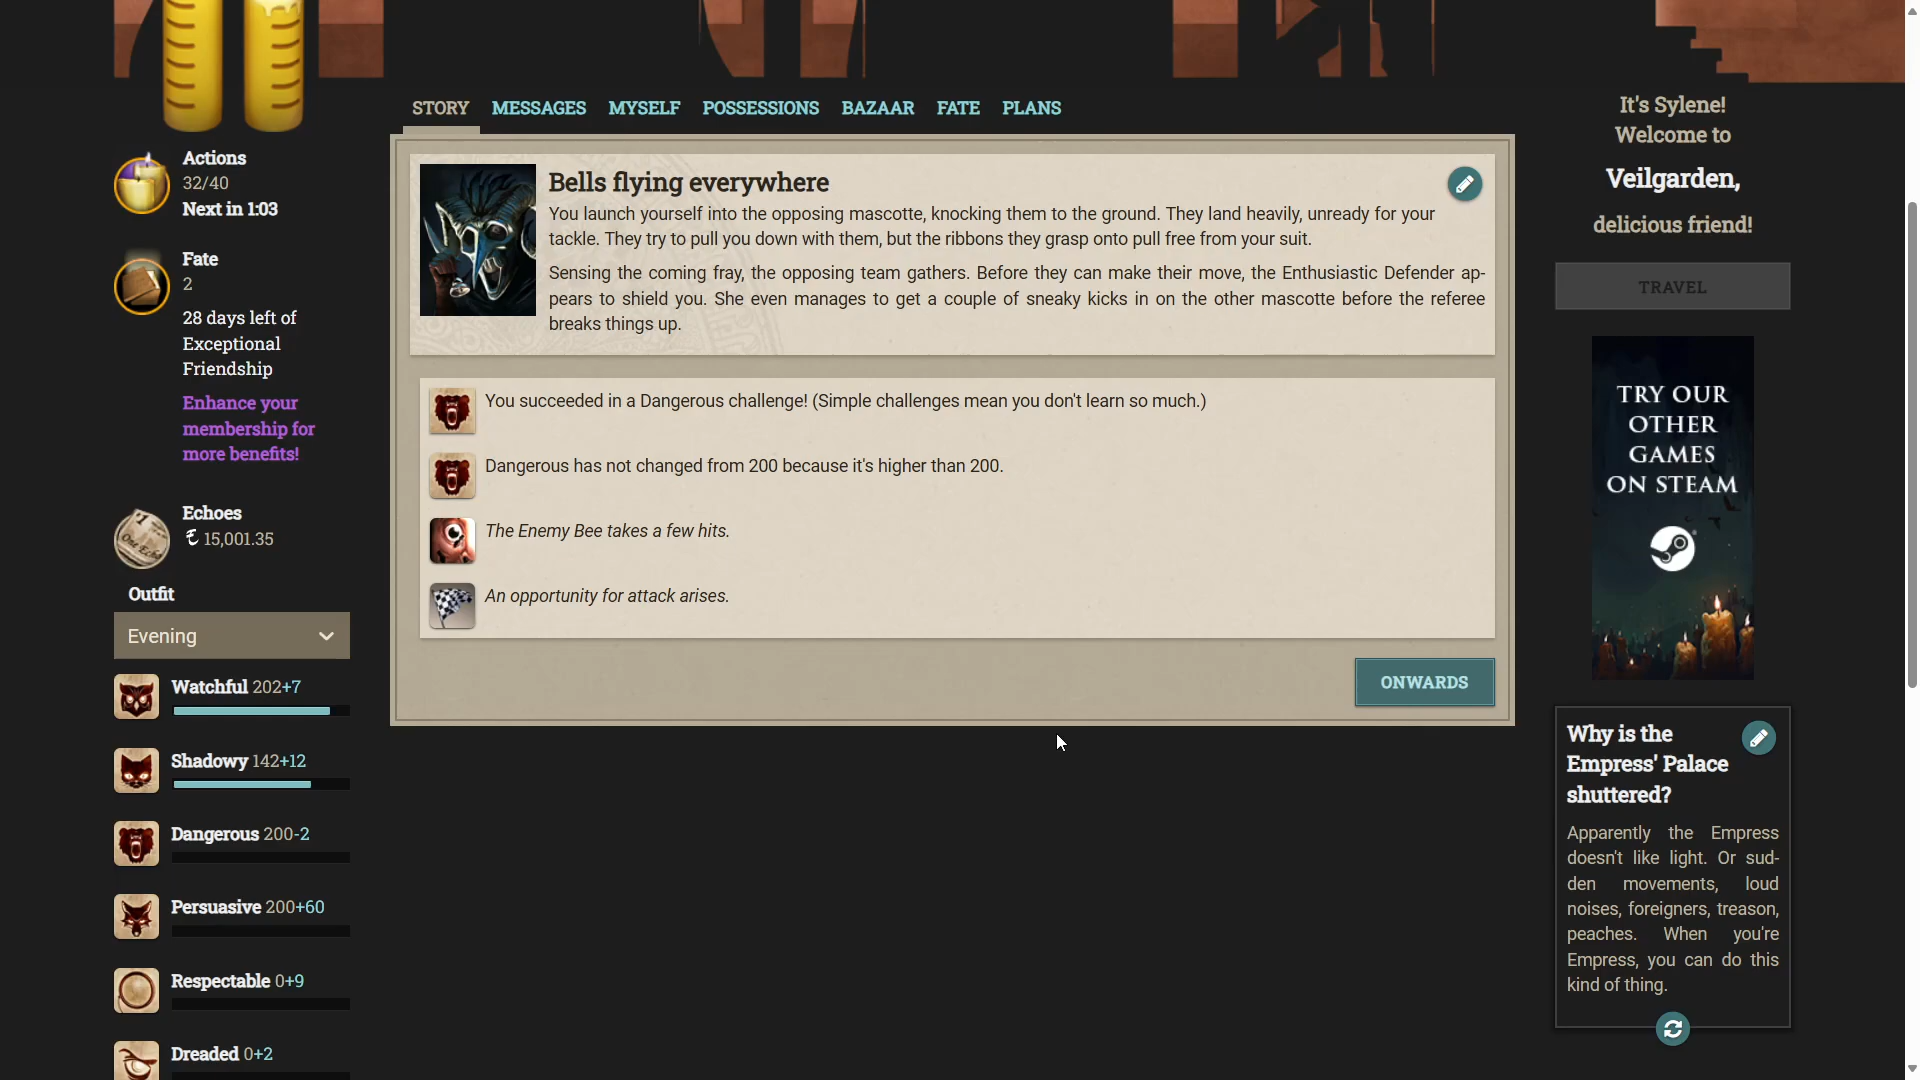 STORY MESSAGES MYSELF POSSESSIONS BAZAAR FATE PLANS
Actions
32/40
Next in 1:03
Fate
2
28 days left of
Exceptional
Friendship
Enhance your
membership for
more benefits!
Echoes
15,001.35
Outfit
Evening
Watchful 202+7
Shadowy 142+12
Dangerous 200-2
Persuasive 200+60
Respectable 0+9
Dreaded 0+2
Bells flying everywhere
You launch yourself into the opposing mascotte, knocking them to the ground. They land heavily, unready for your
tackle. They try to pull you down with them, but the ribbons they grasp onto pull free from your suit.
Sensing the coming fray, the opposing team gathers. Before they can make their move, the Enthusiastic Defender ap-
pears to shield you. She even manages to get a couple of sneaky kicks in on the other mascotte before the referee
breaks things up.
You succeeded in a Dangerous challenge! (Simple challenges mean you don't learn so much.)
Dangerous has not changed from 200 because it's higher than 200.
The Enemy Bee takes a few hits.
An opportunity for attack arises.
ONWARDS
It's Sylene!
Welcome to
Veilgarden,
delicious friend!
TRAVEL
TRY OUR
OTHER
GAMES
ON STEAM
Why is the
Empress' Palace
shuttered?
Apparently the Empress
doesn't like light. Or sud-
den movements, loud
noises, foreigners, treason,
peaches. When you're
Empress, you can do this
kind of thing.